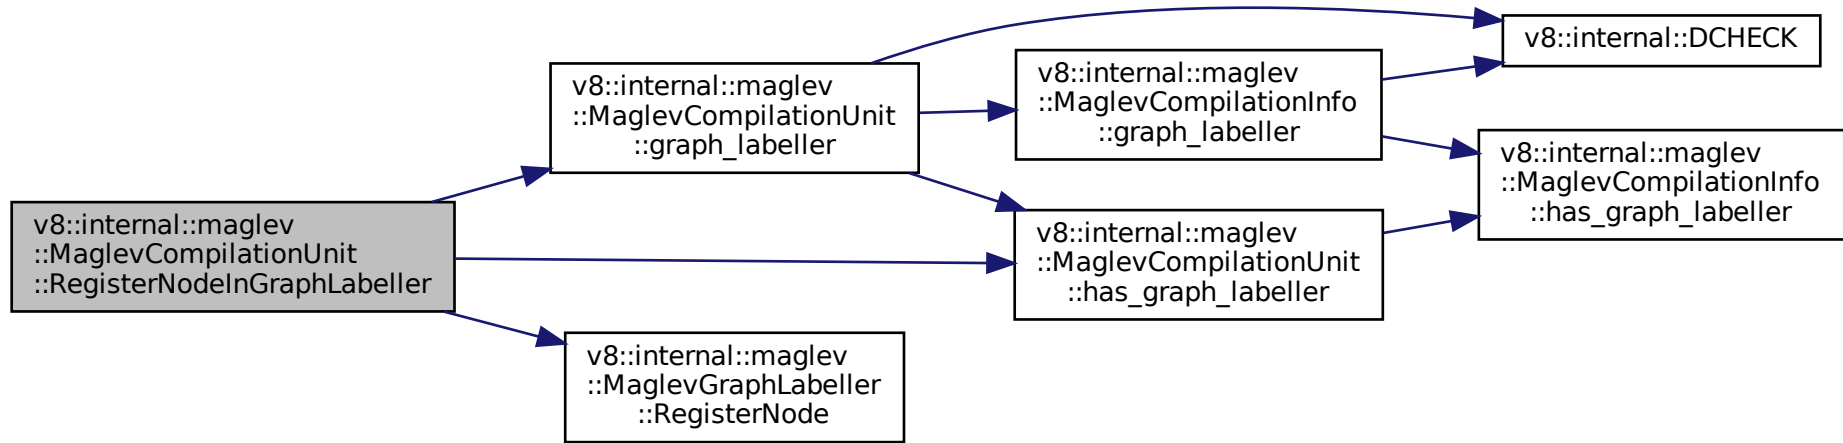 v8::internal::maglev
::MaglevCompilationUnit
::RegisterNodeInGraphLabeller
v8::internal::maglev
::MaglevCompilationUnit
::graph_labeller
v8::internal::DCHECK
v8::internal::maglev
::MaglevCompilationInfo
::graph_labeller
v8::internal::maglev
::MaglevCompilationInfo
::has_graph_labeller
v8::internal::maglev
::MaglevCompilationUnit
::has_graph_labeller
v8::internal::maglev
::MaglevGraphLabeller
::RegisterNode